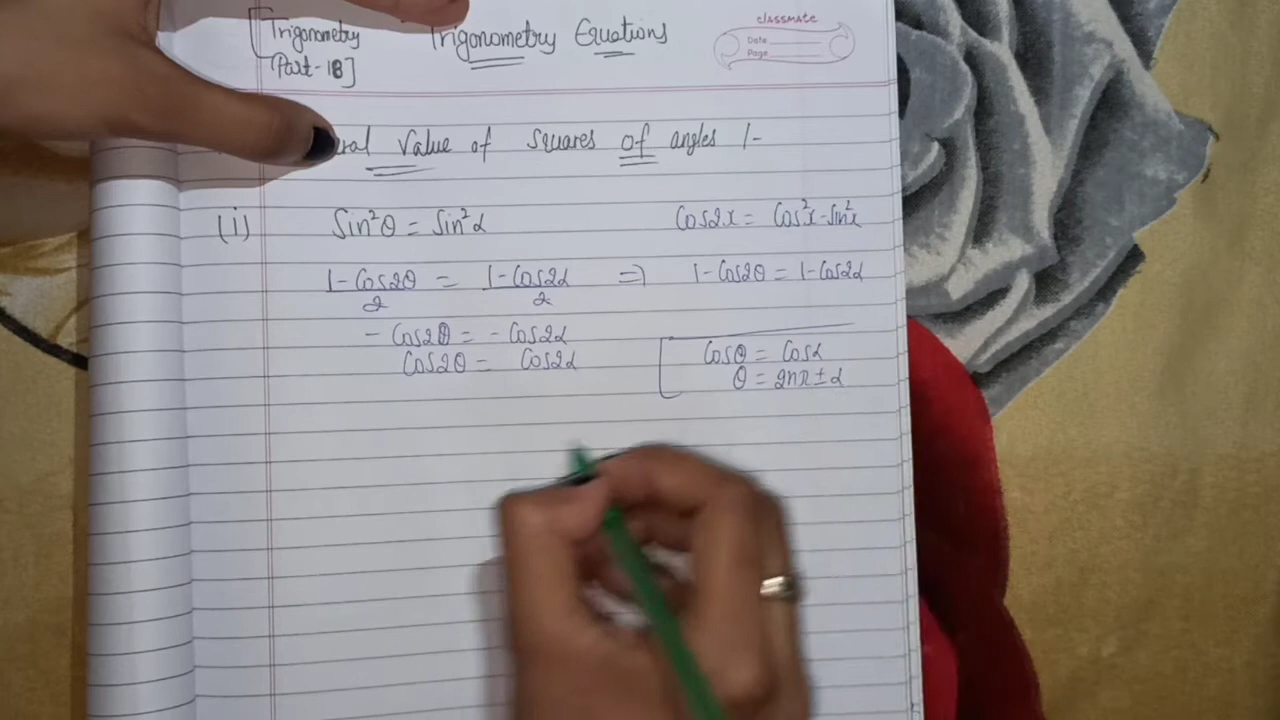 [Trigonometry Trigonometry Equations
Part-18]
classmate
Date
Page
Value of Squares of angles :-
(i) Sin²θ = Sin²α Cos2x = Cos²x - Sin²x
1-Cos2θ/2 = 1-Cos2α/2 ⇒ 1-Cos2θ = 1-Cos2α
- Cos2θ = - Cos2α
Cos2θ = Cos2α
Cosθ = Cosα
θ = 2nπ ± α